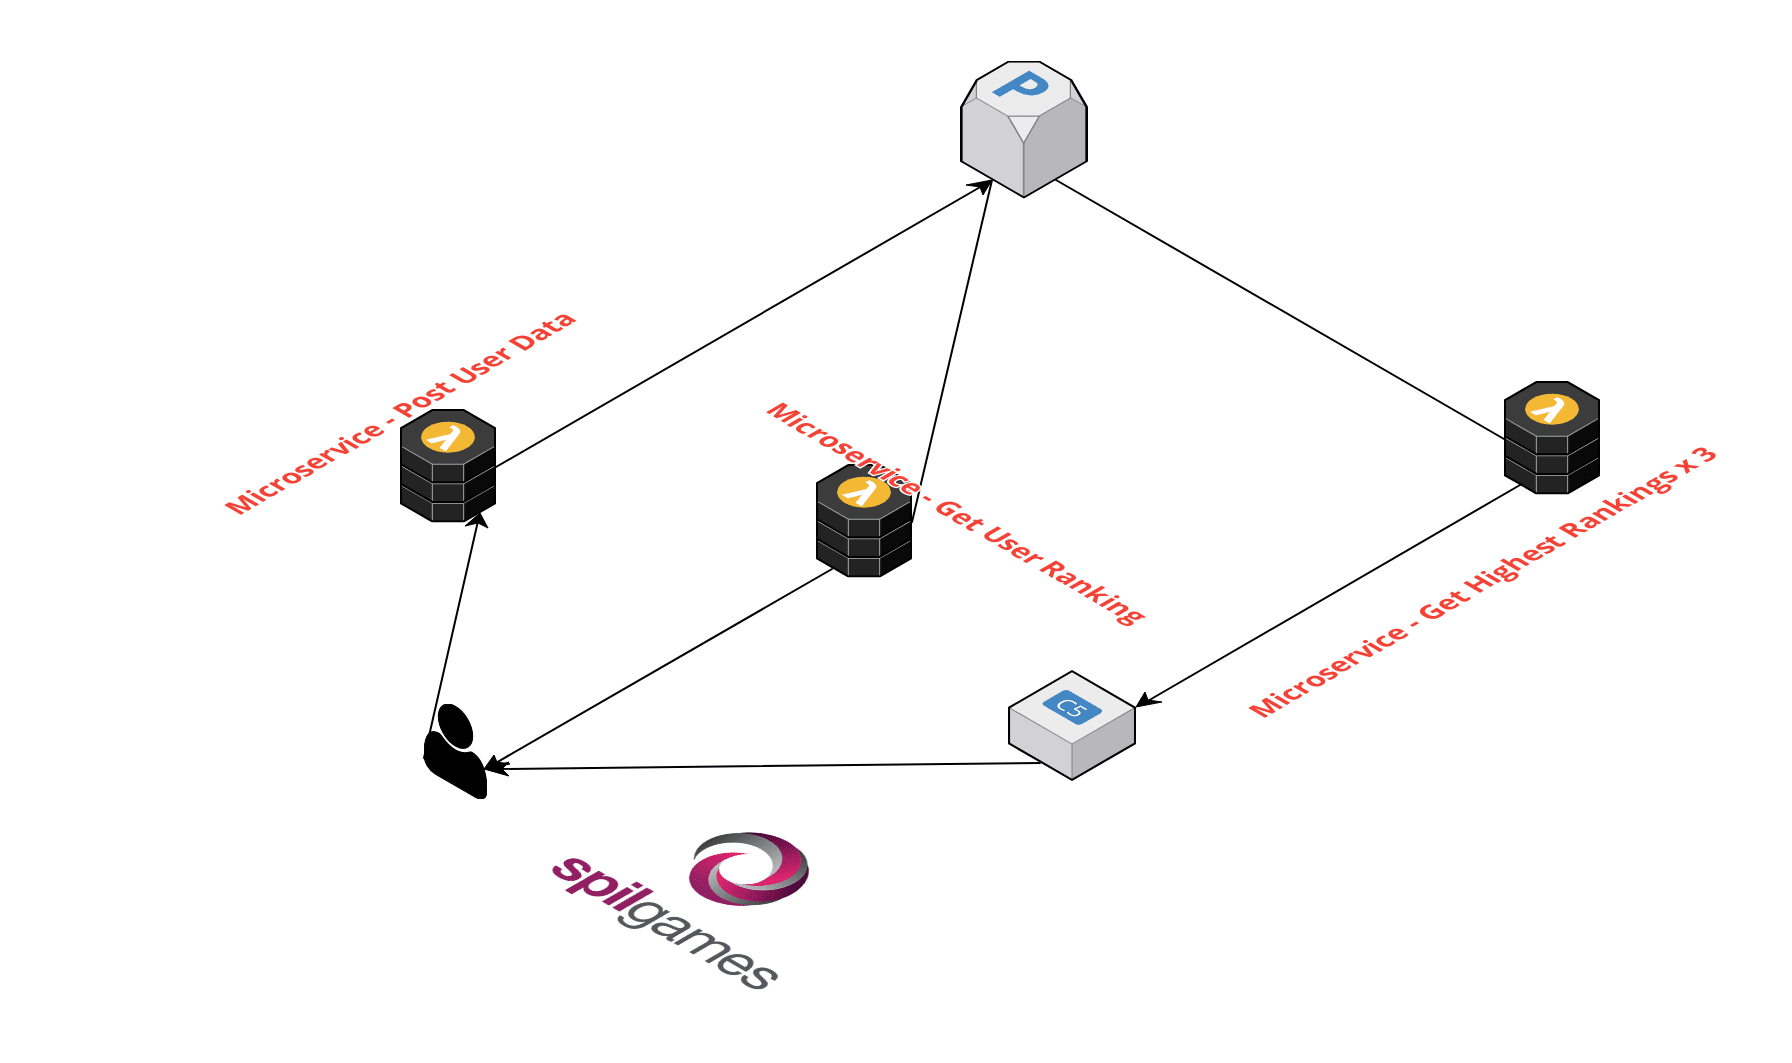 P
Microservice - Post User Data
λ
Microservice - Get User Ranking
λ
λ
Microservice - Get Highest Rankings x 3
C5
spilgames